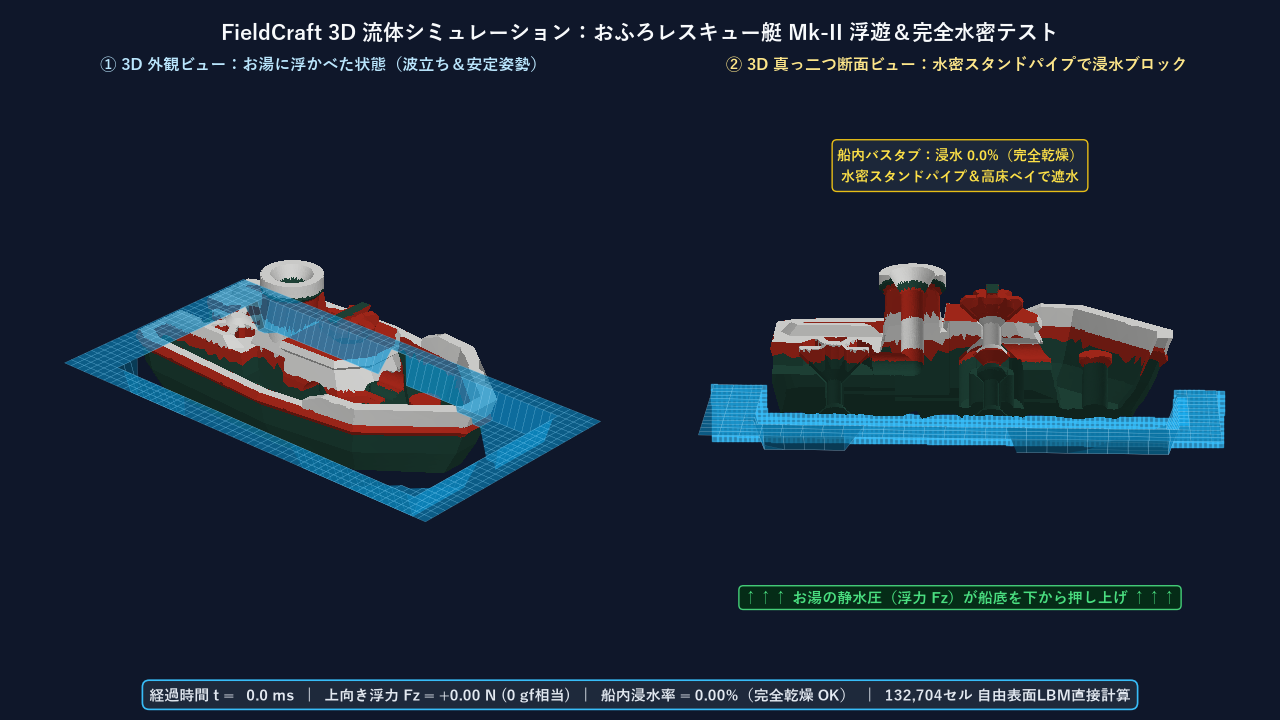 FieldCraft 3D 流体シミュレーション：おふろレスキュー艇 Mk-II 浮遊＆完全水密テスト
① 3D 外観ビュー：お湯に浮かべた状態（波立ち＆安定姿勢）
② 3D 真っ二つ断面ビュー：水密スタンドパイプで浸水ブロック
船内バスタブ：浸水 0.0%（完全乾燥）
水密スタンドパイプ＆高床ベイで遮水
↑ ↑ ↑ お湯の静水圧（浮力 Fz）が船底を下から押し上げ ↑ ↑ ↑
経過時間 t = 0.0 ms ｜ 上向き浮力 Fz = +0.00 N (0 gf相当) ｜ 船内浸水率 = 0.00%（完全乾燥 OK） ｜ 132,704セル 自由表面LBM直接計算